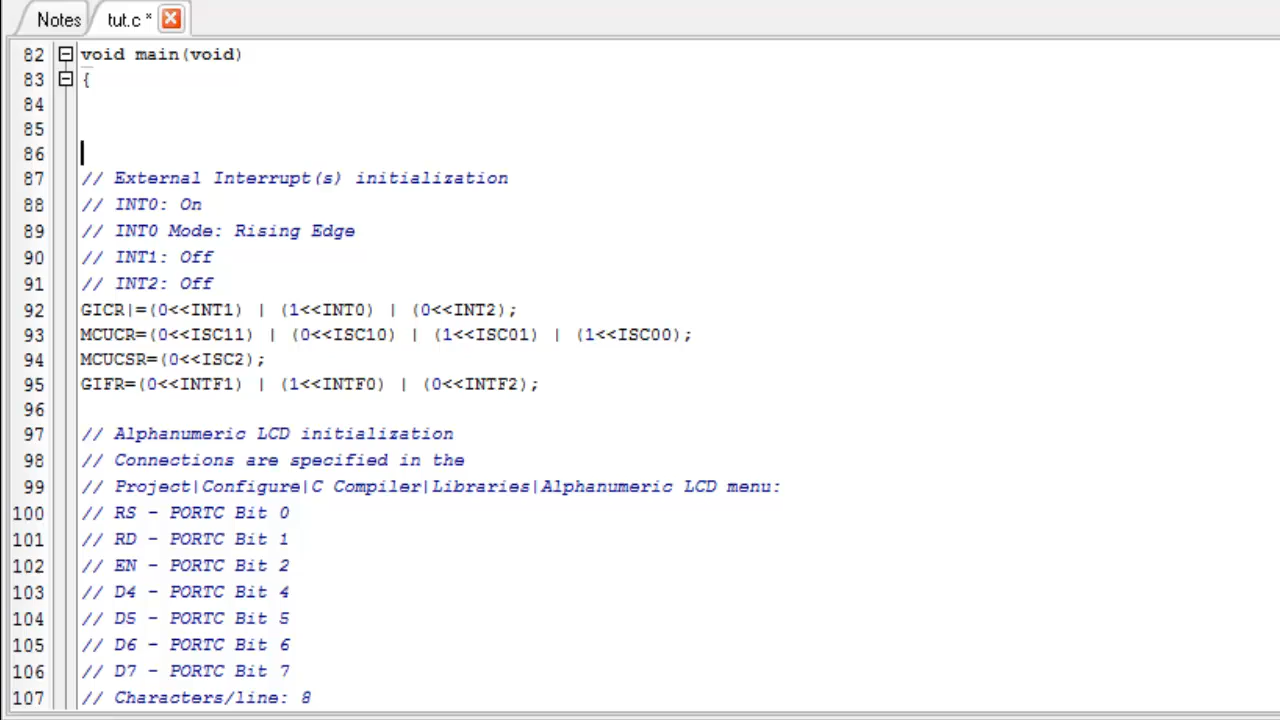 Notes tut.c *
82 void main(void)
83 {
84
85
86
87 // External Interrupt(s) initialization
88 // INT0: On
89 // INT0 Mode: Rising Edge
90 // INT1: Off
91 // INT2: Off
92 GICR|=(0<<INT1) | (1<<INT0) | (0<<INT2);
93 MCUCR=(0<<ISC11) | (0<<ISC10) | (1<<ISC01) | (1<<ISC00);
94 MCUCSR=(0<<ISC2);
95 GIFR=(0<<INTF1) | (1<<INTF0) | (0<<INTF2);
96
97 // Alphanumeric LCD initialization
98 // Connections are specified in the
99 // Project|Configure|C Compiler|Libraries|Alphanumeric LCD menu:
100 // RS - PORTC Bit 0
101 // RD - PORTC Bit 1
102 // EN - PORTC Bit 2
103 // D4 - PORTC Bit 4
104 // D5 - PORTC Bit 5
105 // D6 - PORTC Bit 6
106 // D7 - PORTC Bit 7
107 // Characters/line: 8